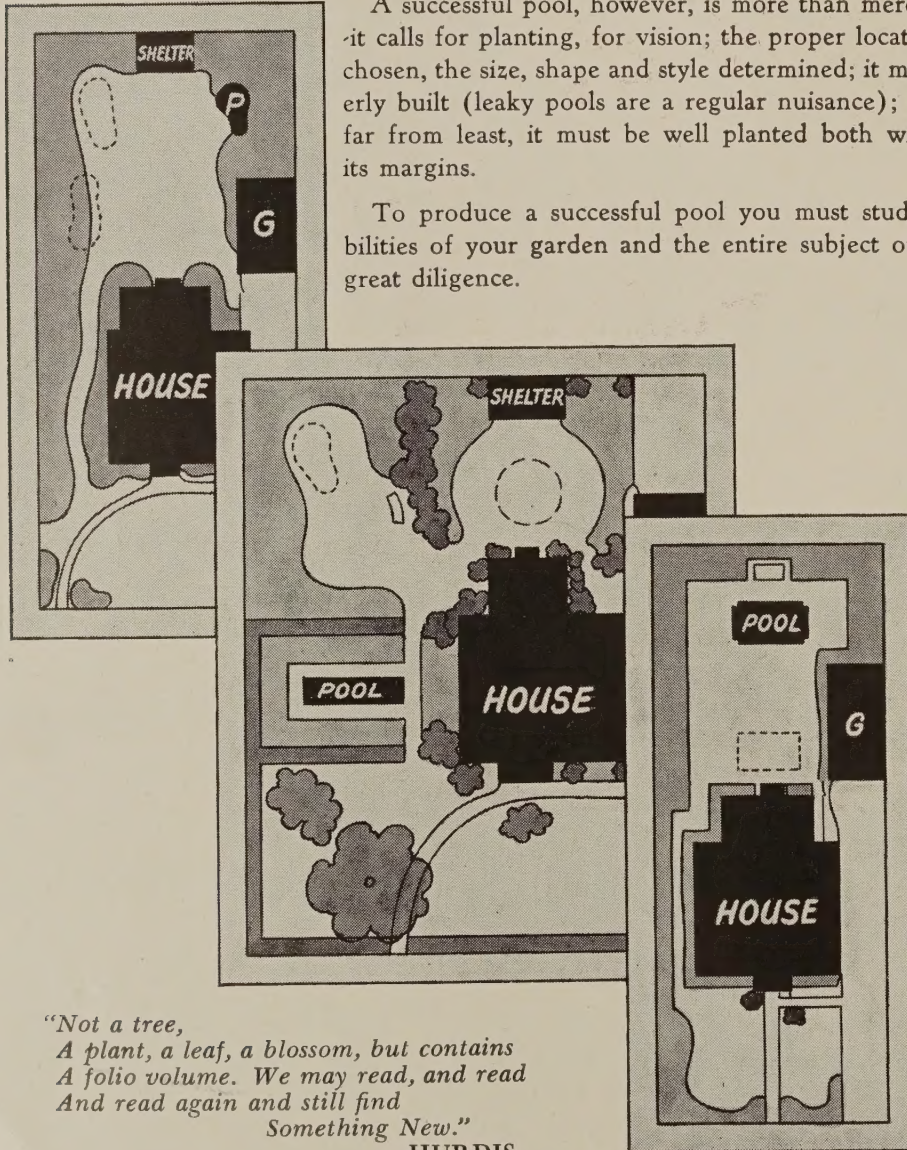 A successful pool, however, is more than
-it calls for planting, for vision; the proper
chosen, the size, shape and style determined; it
erly built (leaky pools are a regular nuisance);
far from least, it must be well planted both
its margins.
To produce a successful pool you must
bilities of your garden and the entire subject
great diligence.
SHELTER
P
G
HOUSE
SHELTER
POOL
HOUSE
POOL
G
HOUSE
"Not a tree,
A plant, a leaf, a blossom, but contains
A folio volume. We may read, and read
And read again and still find
Something New."
HURDIS